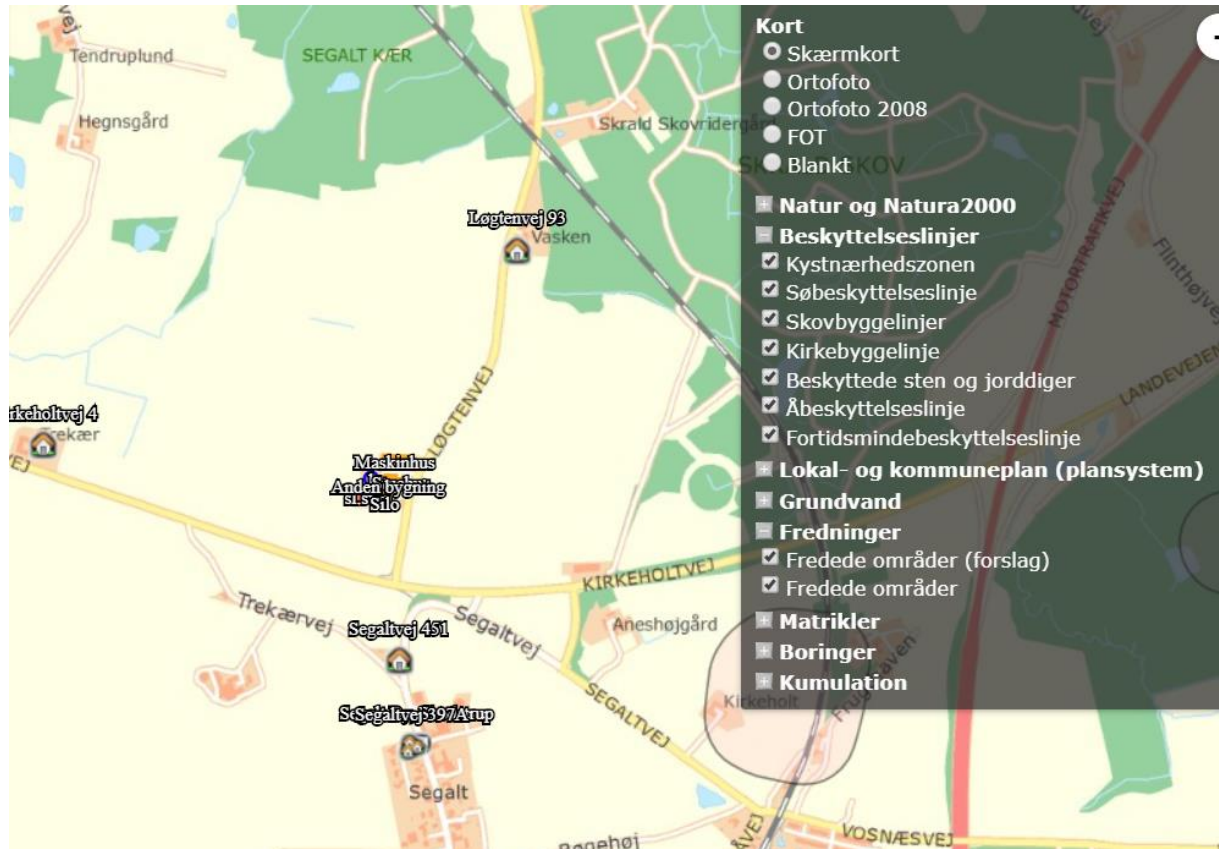 Tendruplund
SEGALT KÆR
Hegnsgård
Skrald Skovridergård
Løgtenvej 93
Vasken
LØGTENVEJ
Trekær
Maskinhus
Anden bygning
Silo
KIRKEHOLTVEJ
Trekærvej
Segaltvej
Aneshøjgård
Segaltvej 451
SEGALTVEJ
Kirkeholt
Segalt
Bøgehøj
VOSNÆSVEJ
MOTORTRAFIKVEJ
Flinthøjvej
LANDEVEJEN
Kort
Skærmkort
Ortofoto
Ortofoto 2008
FOT
Blankt
Natur og Natura2000
Beskyttelseslinjer
Kystnærhedszonen
Søbeskyttelseslinje
Skovbyggelinjer
Kirkebyggelinje
Beskyttede sten og jorddiger
Åbeskyttelseslinje
Fortidsmindebeskyttelseslinje
Lokal- og kommuneplan (plansystem)
Grundvand
Fredninger
Fredede områder (forslag)
Fredede områder
Matrikler
Boringer
Kumulation